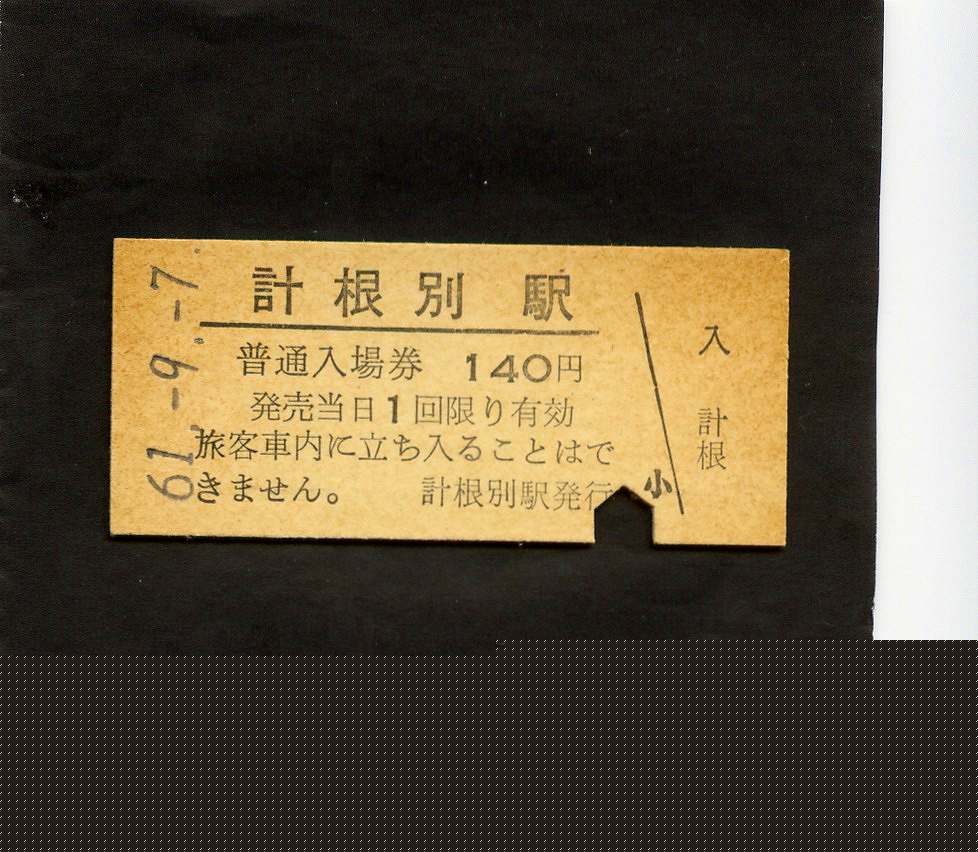 61.-9.-7.
計根別駅
普通入場券 140円
発売当日1回限り有効
旅客車内に立ち入ることはで
きません。 計根別駅発行
小
入
計根